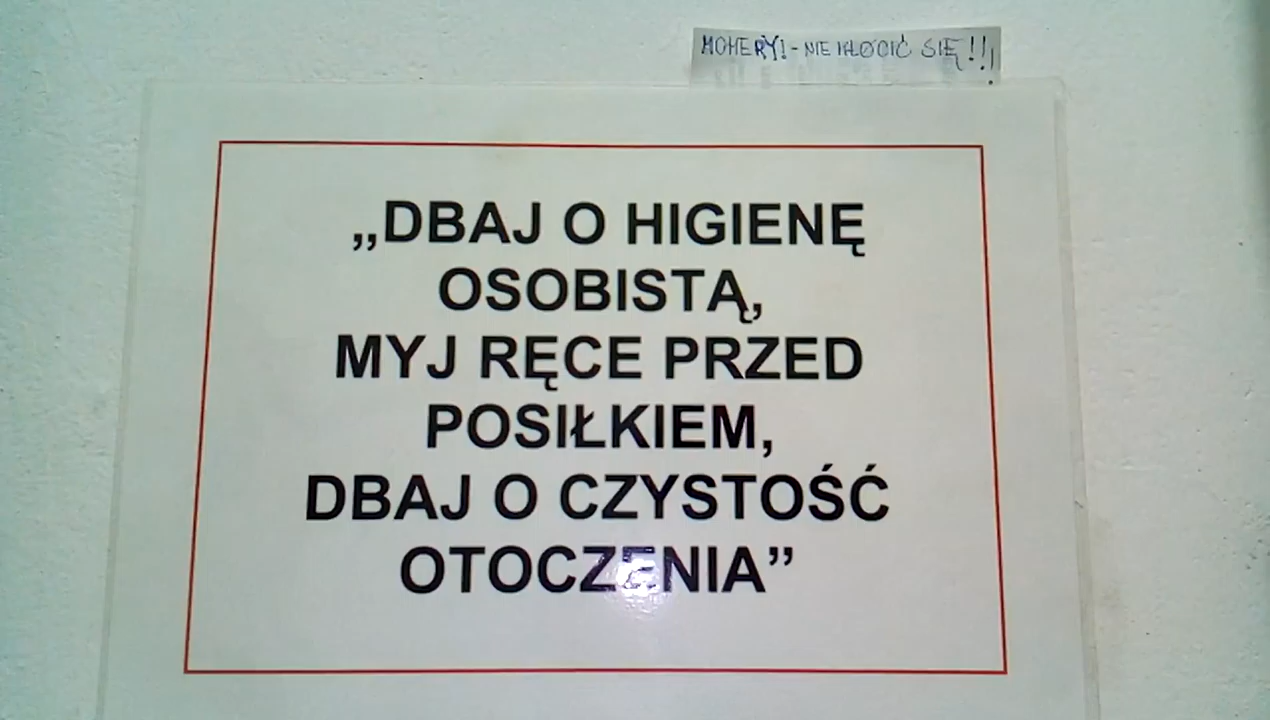 MOHERY! - NIE KŁÓCIĆ SIĘ!!!
„DBAJ O HIGIENĘ
OSOBISTĄ,
MYJ RĘCE PRZED
POSIŁKIEM,
DBAJ O CZYSTOŚĆ
OTOCZENIA”